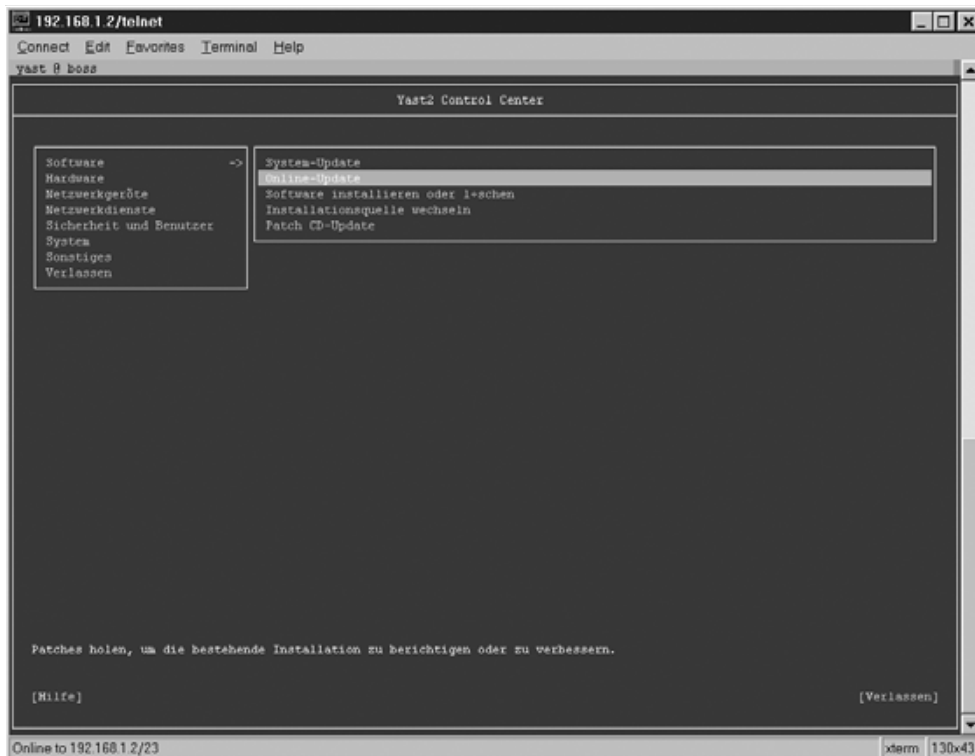 192.168.1.2/telnet
Connect Edit Favorites Terminal Help
yast @ boss
Yast2 Control Center
Software ->
Hardware
Netzwerkgeröte
Netzwerkdienste
Sicherheit und Benutzer
System
Sonstiges
Verlassen
System-Update
Online-Update
Software installieren oder l÷schen
Installationsquelle wechseln
Patch CD-Update
Patches holen, um die bestehende Installation zu berichtigen oder zu verbessern.
[Hilfe] [Verlassen]
Online to 192.168.1.2/23 xterm 130x43